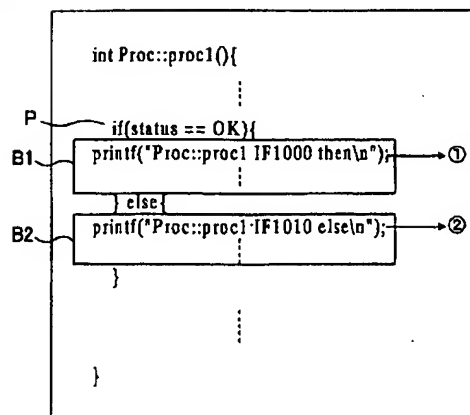 int Proc::proc1(){
P
if(status == OK){
B1
printf("Proc::proc1 IF1000 then\n"); ①
} else{
B2
printf("Proc::proc1 IF1010 else\n"); ②
}
}